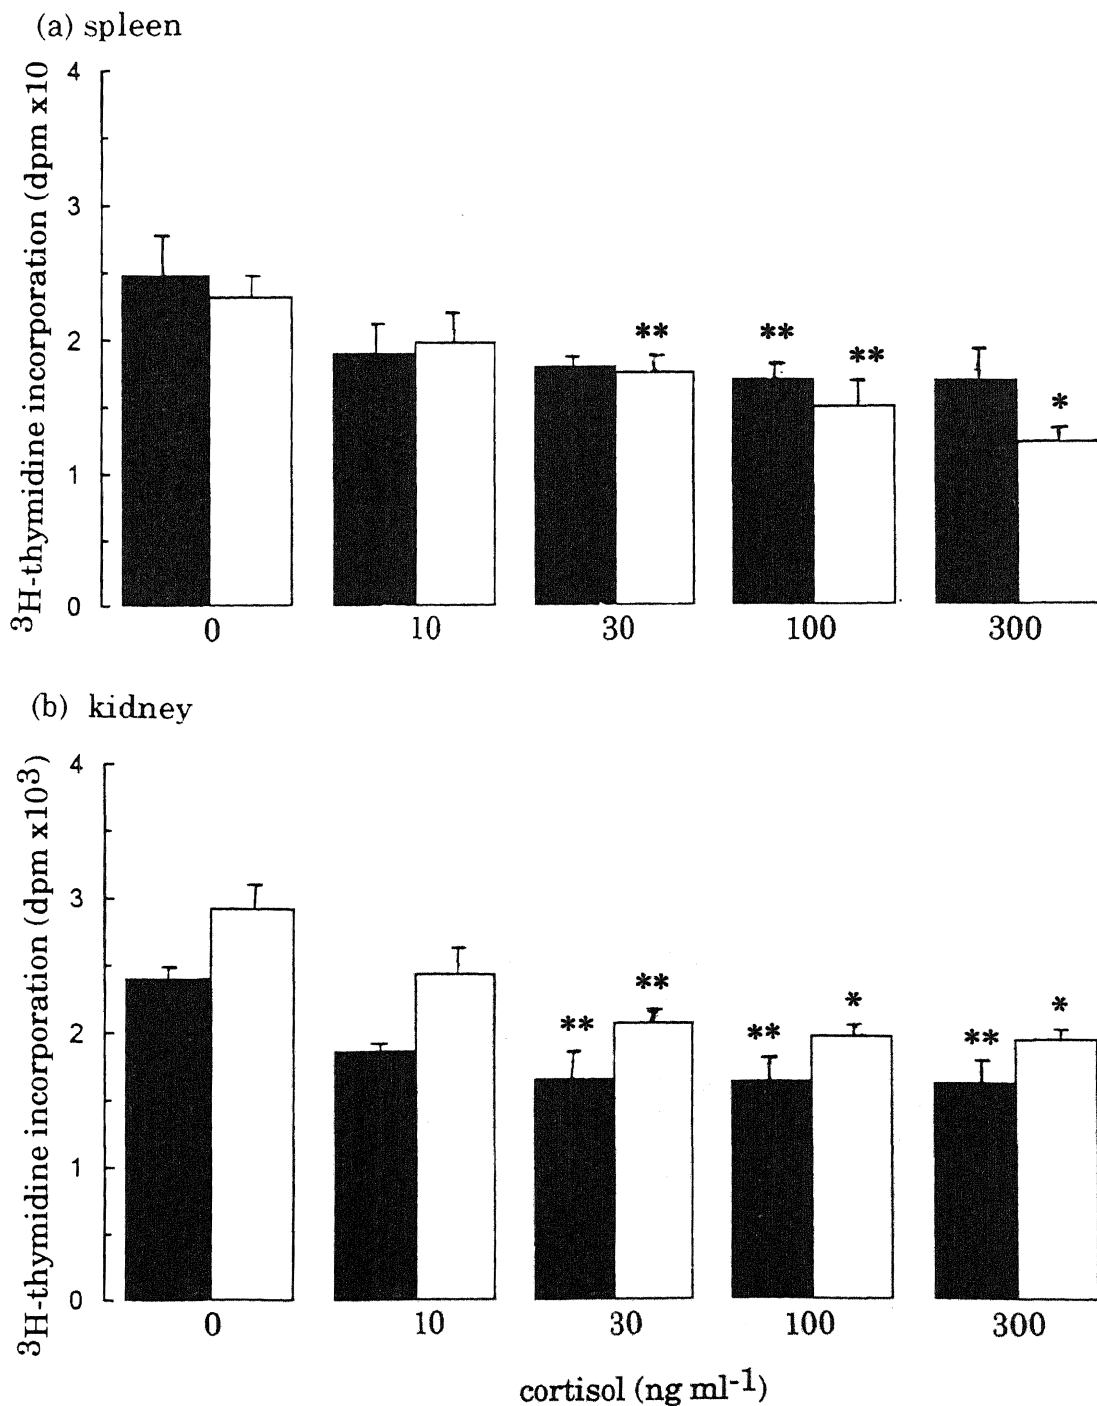 (a) spleen
³H-thymidine incorporation (dpm x10
4
3
2
1
0
** ** ** *
0 10 30 100 300
(b) kidney
³H-thymidine incorporation (dpm x10³)
4
3
2
1
0
** ** ** * ** *
0 10 30 100 300
cortisol (ng ml⁻¹)